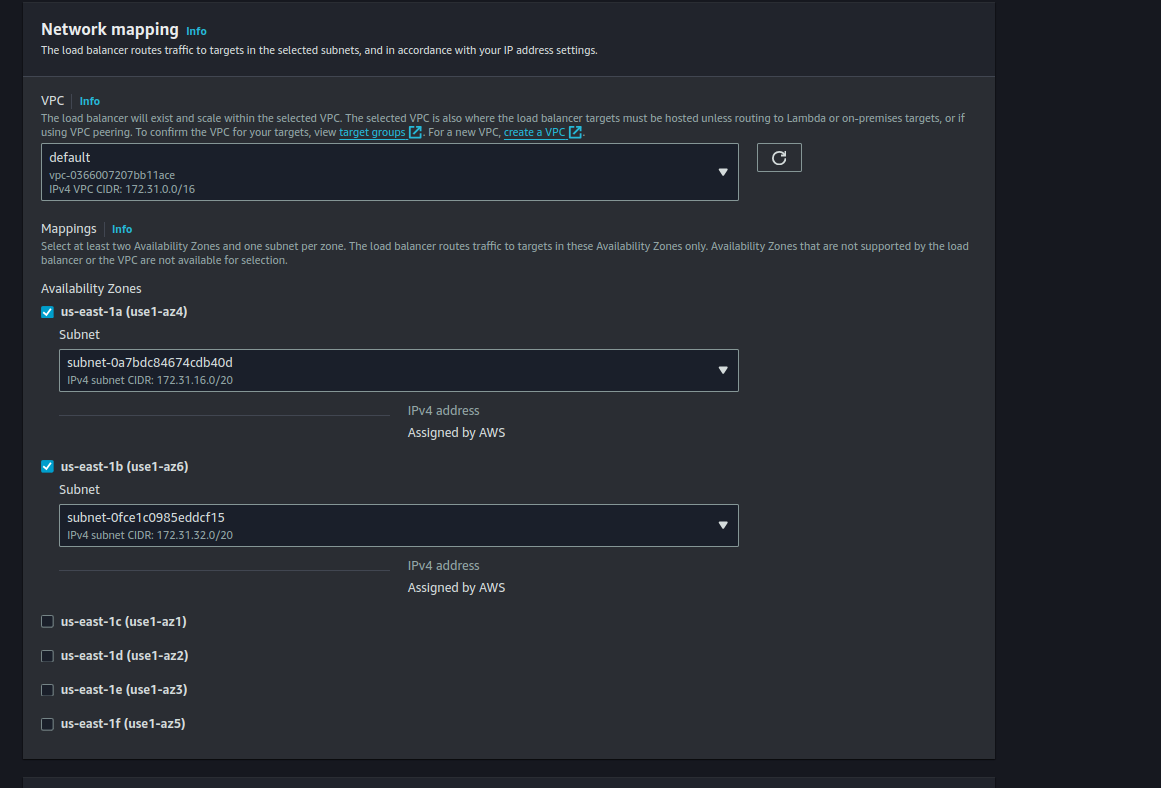 Network mapping Info
The load balancer routes traffic to targets in the selected subnets, and in accordance with your IP address settings.
VPC Info
The load balancer will exist and scale within the selected VPC. The selected VPC is also where the load balancer targets must be hosted unless routing to Lambda or on-premises targets, or if
using VPC peering. To confirm the VPC for your targets, view target groups. For a new VPC, create a VPC.
default
vpc-0366007207bb11ace
IPv4 VPC CIDR: 172.31.0.0/16
Mappings Info
Select at least two Availability Zones and one subnet per zone. The load balancer routes traffic to targets in these Availability Zones only. Availability Zones that are not supported by the load
balancer or the VPC are not available for selection.
Availability Zones
us-east-1a (use1-az4)
Subnet
subnet-0a7bdc84674cdb40d
IPv4 subnet CIDR: 172.31.16.0/20
IPv4 address
Assigned by AWS
us-east-1b (use1-az6)
Subnet
subnet-0fce1c0985eddcf15
IPv4 subnet CIDR: 172.31.32.0/20
IPv4 address
Assigned by AWS
us-east-1c (use1-az1)
us-east-1d (use1-az2)
us-east-1e (use1-az3)
us-east-1f (use1-az5)